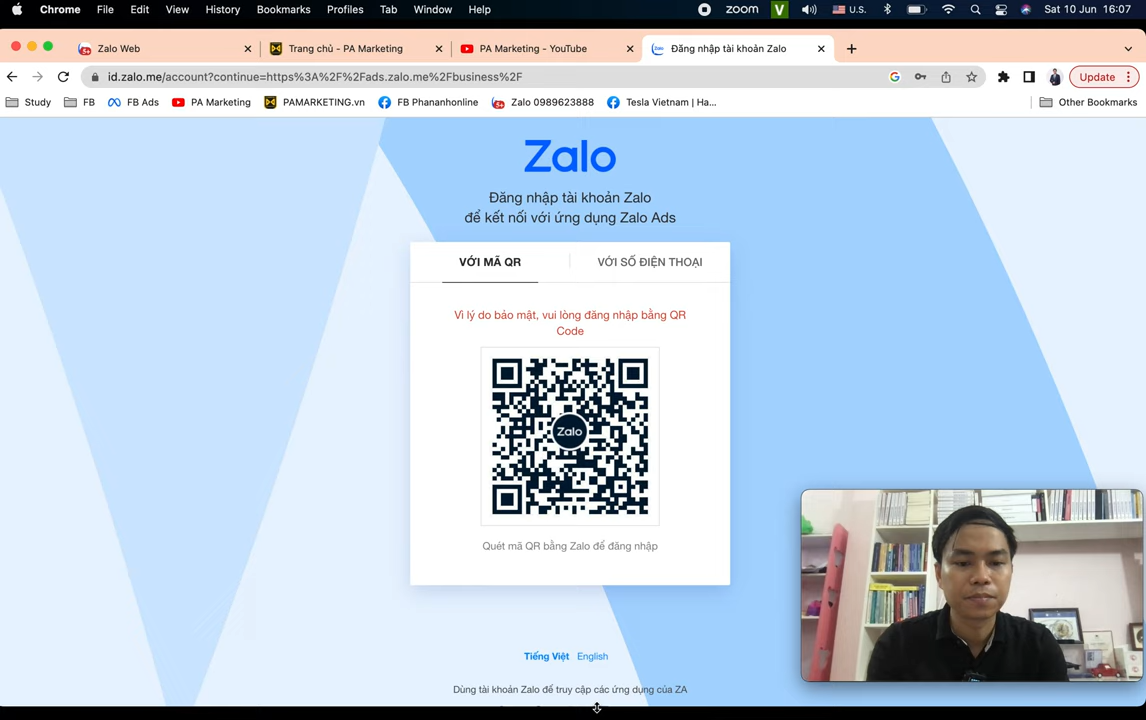 Chrome File Edit View History Bookmarks Profiles Tab Window Help zoom V U.S. Sat 10 Jun 16:07
Zalo Web Trang chủ - PA Marketing PA Marketing - YouTube Đăng nhập tài khoản Zalo
id.zalo.me/account?continue=https%3A%2F%2Fads.zalo.me%2Fbusiness%2F Update
Study FB FB Ads PA Marketing PAMARKETING.vn FB Phananhonline Zalo 0989623888 Tesla Vietnam | Ha... Other Bookmarks
Zalo
Đăng nhập tài khoản Zalo
để kết nối với ứng dụng Zalo Ads
VỚI MÃ QR VỚI SỐ ĐIỆN THOẠI
Vì lý do bảo mật, vui lòng đăng nhập bằng QR
Code
Zalo
Quét mã QR bằng Zalo để đăng nhập
Tiếng Việt English
Dùng tài khoản Zalo để truy cập các ứng dụng của ZA